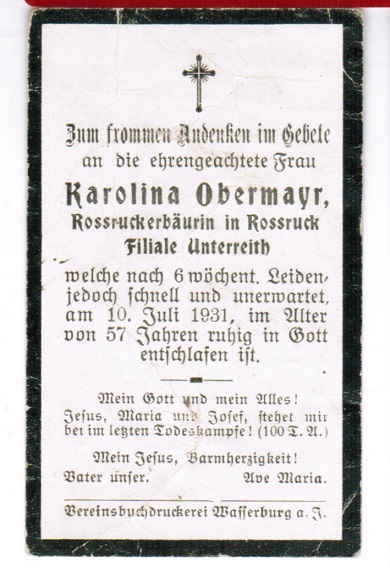 Zum frommen Andenken im Gebete
an die ehrengeachtete Frau
Karolina Obermayr,
Rossruckerbäurin in Rossruck
Filiale Unterreith
welche nach 6 wöchent. Leiden,
jedoch schnell und unerwartet,
am 10. Juli 1931, im Alter
von 57 Jahren ruhig in Gott
entschlafen ist.
Mein Gott und mein Alles!
Jesus, Maria und Josef, stehet mir
bei im letzten Todeskampfe! (100 T. A.)
Mein Jesus, Barmherzigkeit!
Vater unser. Ave Maria.
Vereinsbuchdruckerei Wasserburg a. J.